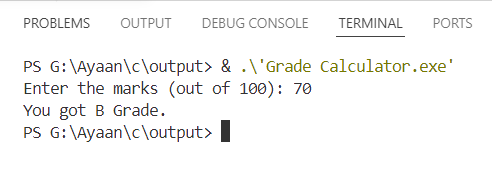 PROBLEMS OUTPUT DEBUG CONSOLE TERMINAL PORTS
PS G:\Ayaan\c\output> & .\'Grade Calculator.exe'
Enter the marks (out of 100): 70
You got B Grade.
PS G:\Ayaan\c\output>